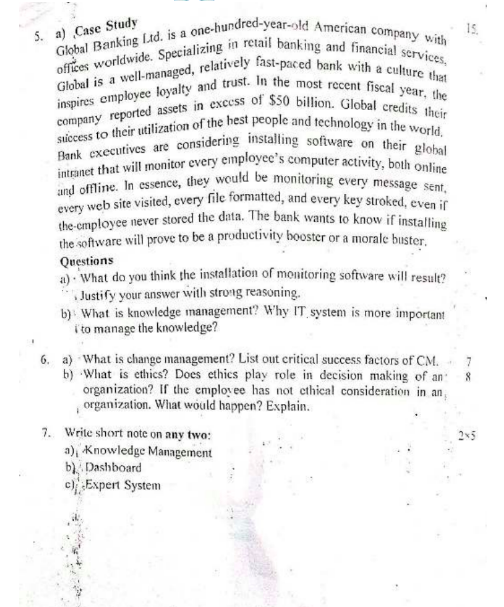 5. a) Case Study 15
Global Banking Ltd. is a one-hundred-year-old American company with
offices worldwide. Specializing in retail banking and financial services,
Global is a well-managed, relatively fast-paced bank with a culture that
inspires employee loyalty and trust. In the most recent fiscal year, the
company reported assets in excess of $50 billion. Global credits their
success to their utilization of the best people and technology in the world.
Bank executives are considering installing software on their global
intranet that will monitor every employee's computer activity, both online
and offline. In essence, they would be monitoring every message sent,
every web site visited, every file formatted, and every key stroked, even if
the employee never stored the data. The bank wants to know if installing
the software will prove to be a productivity booster or a morale buster.
Questions
a) What do you think the installation of monitoring software will result?
Justify your answer with strong reasoning.
b) What is knowledge management? Why IT system is more important
to manage the knowledge?
6. a) What is change management? List out critical success factors of CM. 7
b) What is ethics? Does ethics play role in decision making of an 8
organization? If the employee has not ethical consideration in an
organization. What would happen? Explain.
7. Write short note on any two: 2×5
a) Knowledge Management
b) Dashboard
c) Expert System